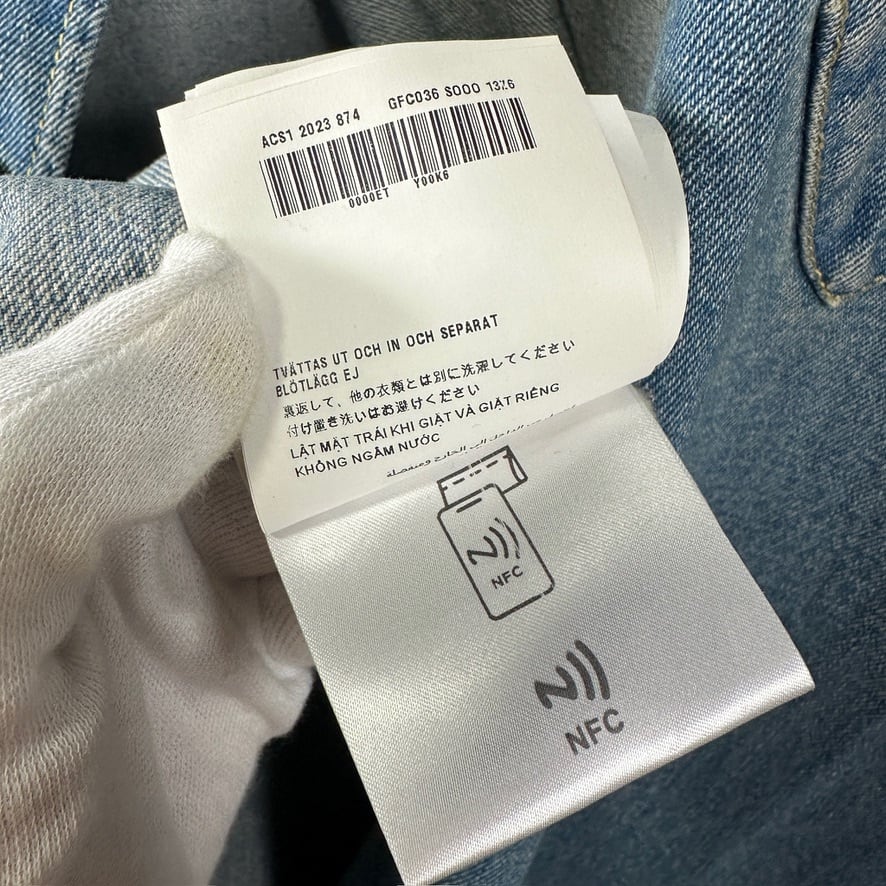 ACS1 2023 874 GFC036 S000 13%6
0000ET Y00K6
TVÄTTAS UT OCH IN OCH SEPARAT
BLÖTLÄGG EJ
裏返して、他の衣類とは別に洗濯してください
付け置き洗いはお避けください
LẬT MẶT TRÁI KHI GIẶT VÀ GIẶT RIÊNG
KHÔNG NGÂM NƯỚC
NFC
NFC